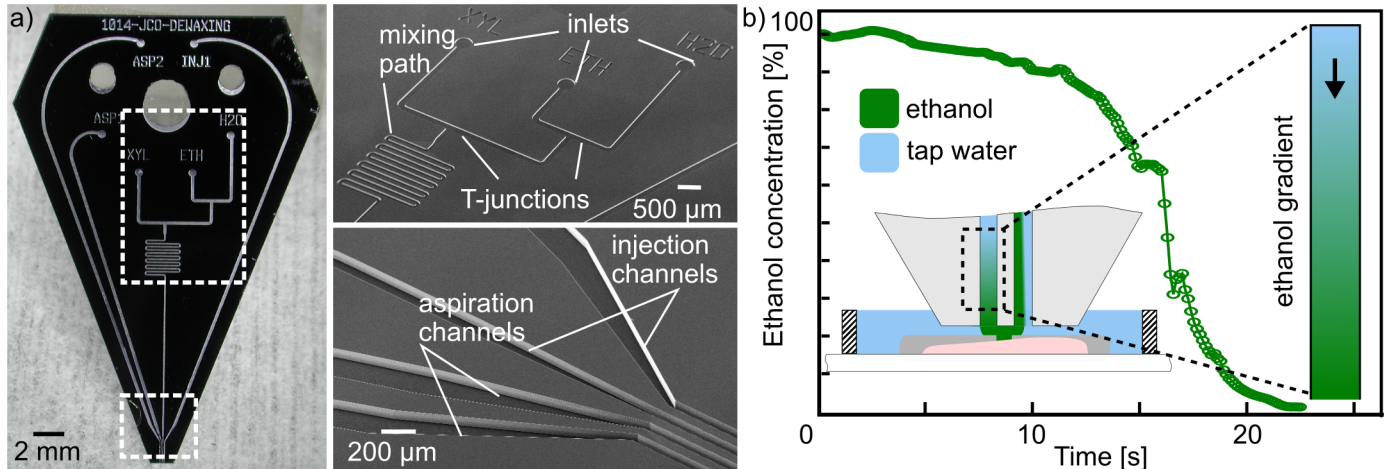 a)
1014-JCO-DEWAXING
ASP2 INJ1
H2O
XYL ETH
2 mm
XYL
mixing
path
inlets
ETH
H2O
T-junctions
500 µm
injection
channels
aspiration
channels
200 µm
b)
100
Ethanol concentration [%]
ethanol
tap water
ethanol gradient
0
10
20
Time [s]